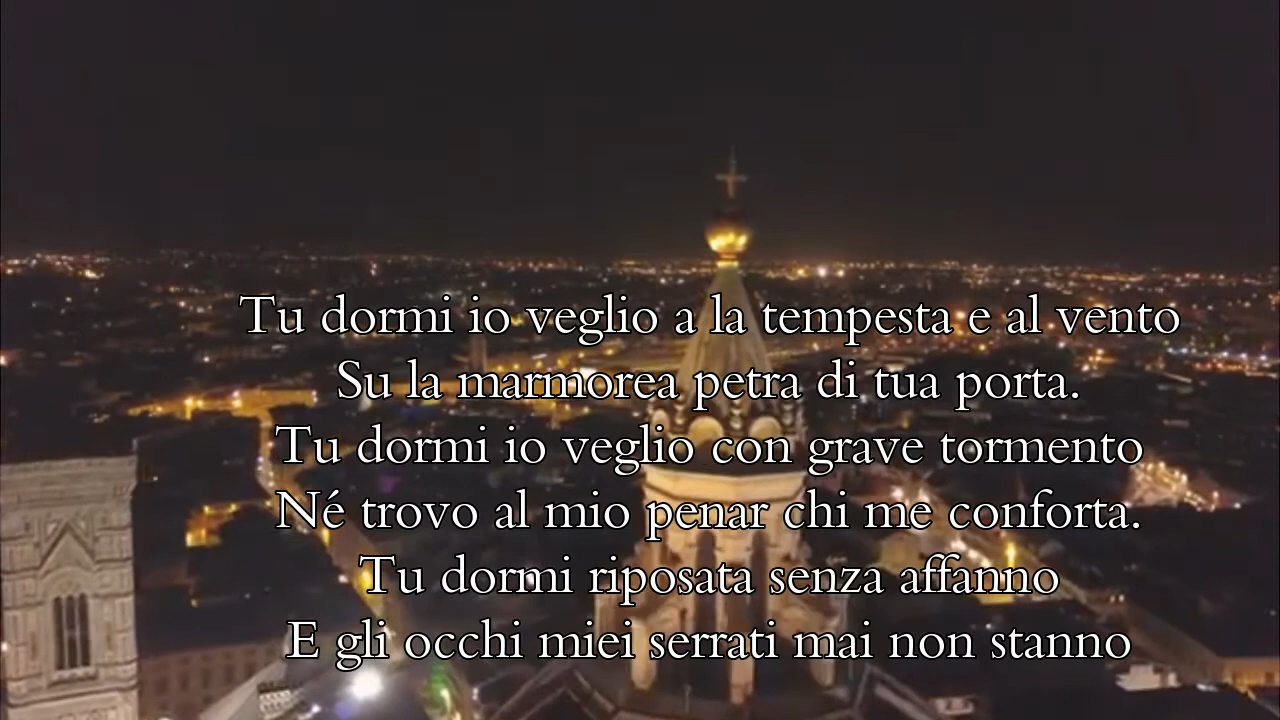 Tu dormi io veglio a la tempesta e al vento
Su la marmorea petra di tua porta.
Tu dormi io veglio con grave tormento
Né trovo al mio penar chi me conforta.
Tu dormi riposata senza affanno
E gli occhi miei serrati mai non stanno